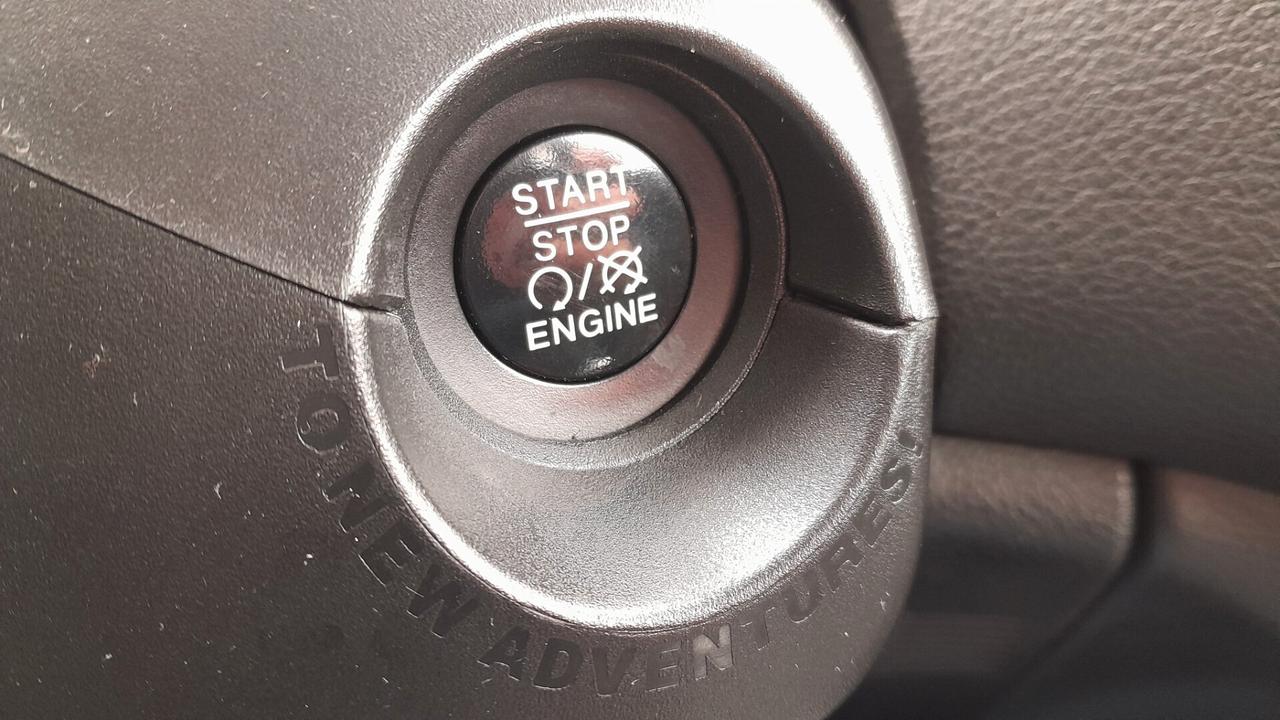 START
STOP
/
ENGINE
TO NEW ADVENTURES!